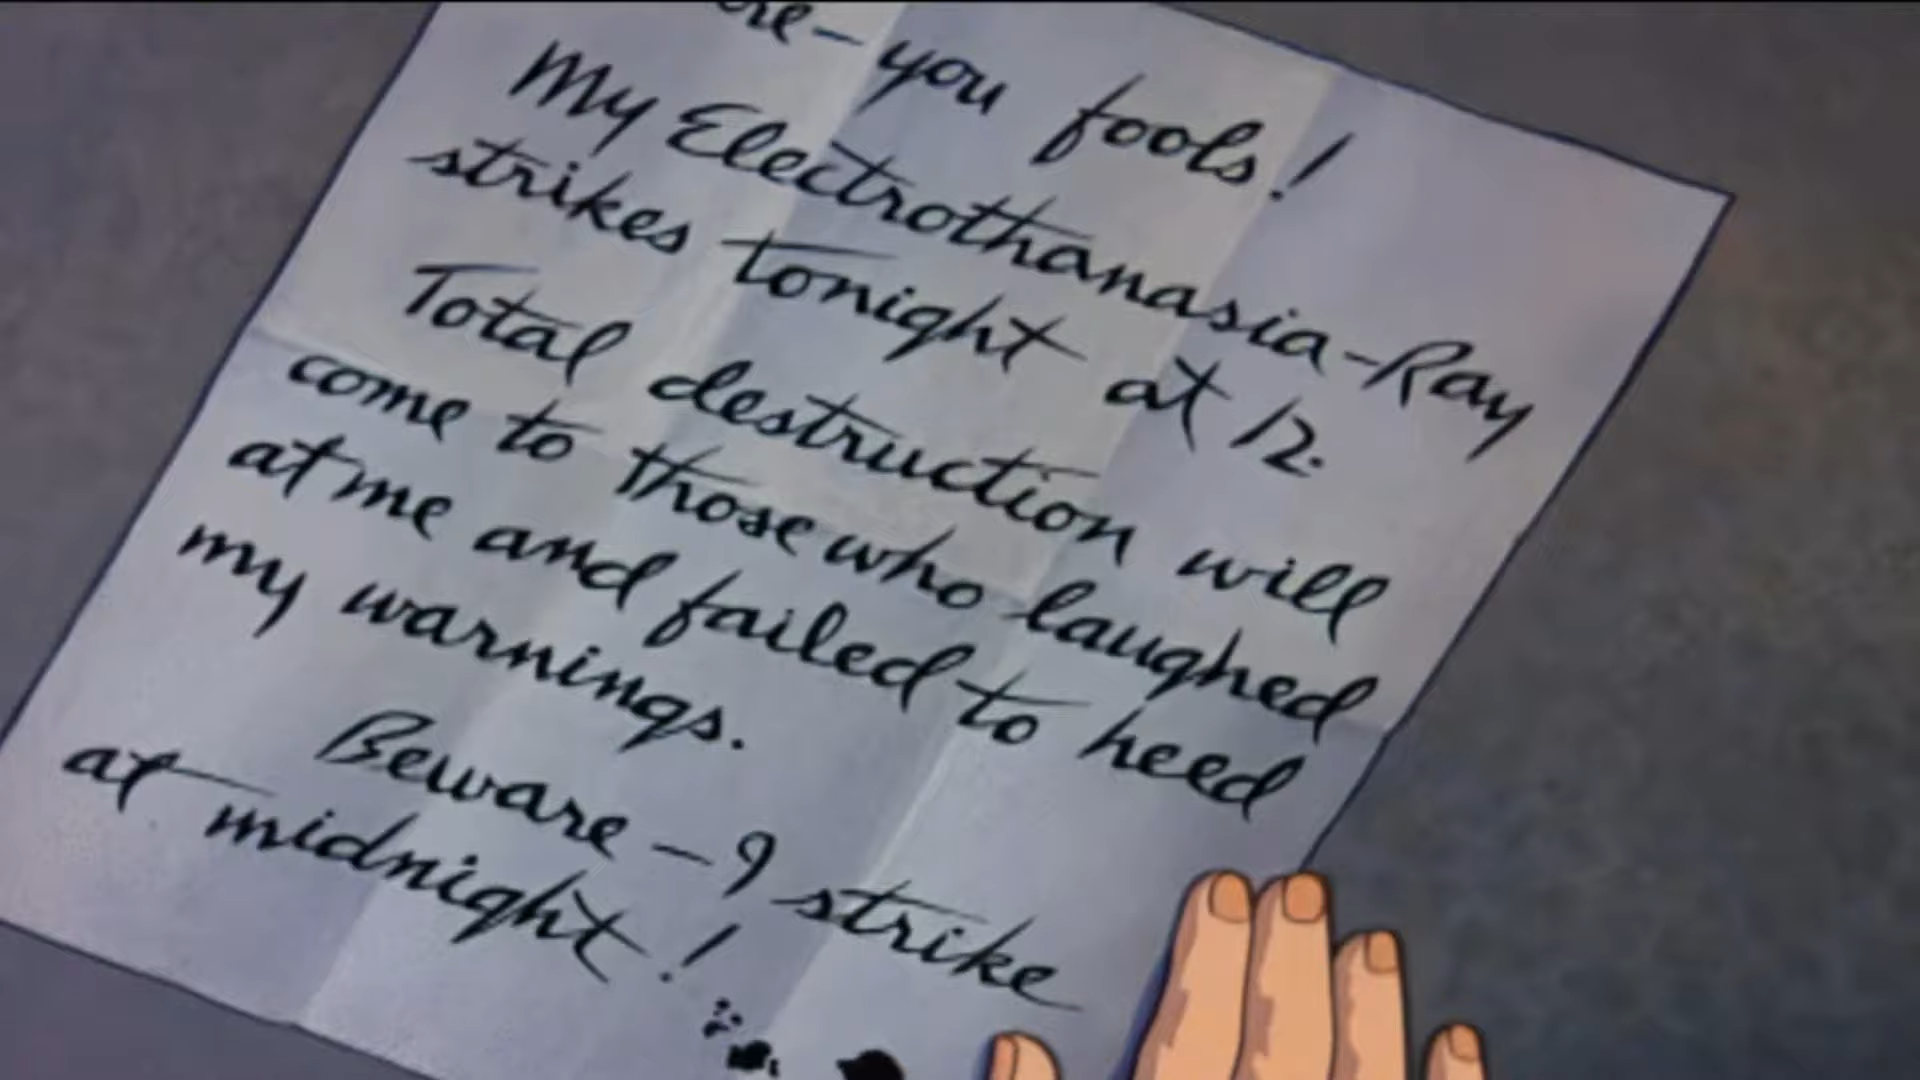 you fools!
My Electrothanasia-Ray
strikes tonight at 12.
Total destruction will
come to those who laughed
at me and failed to heed
my warnings.
Beware - I strike
at midnight!